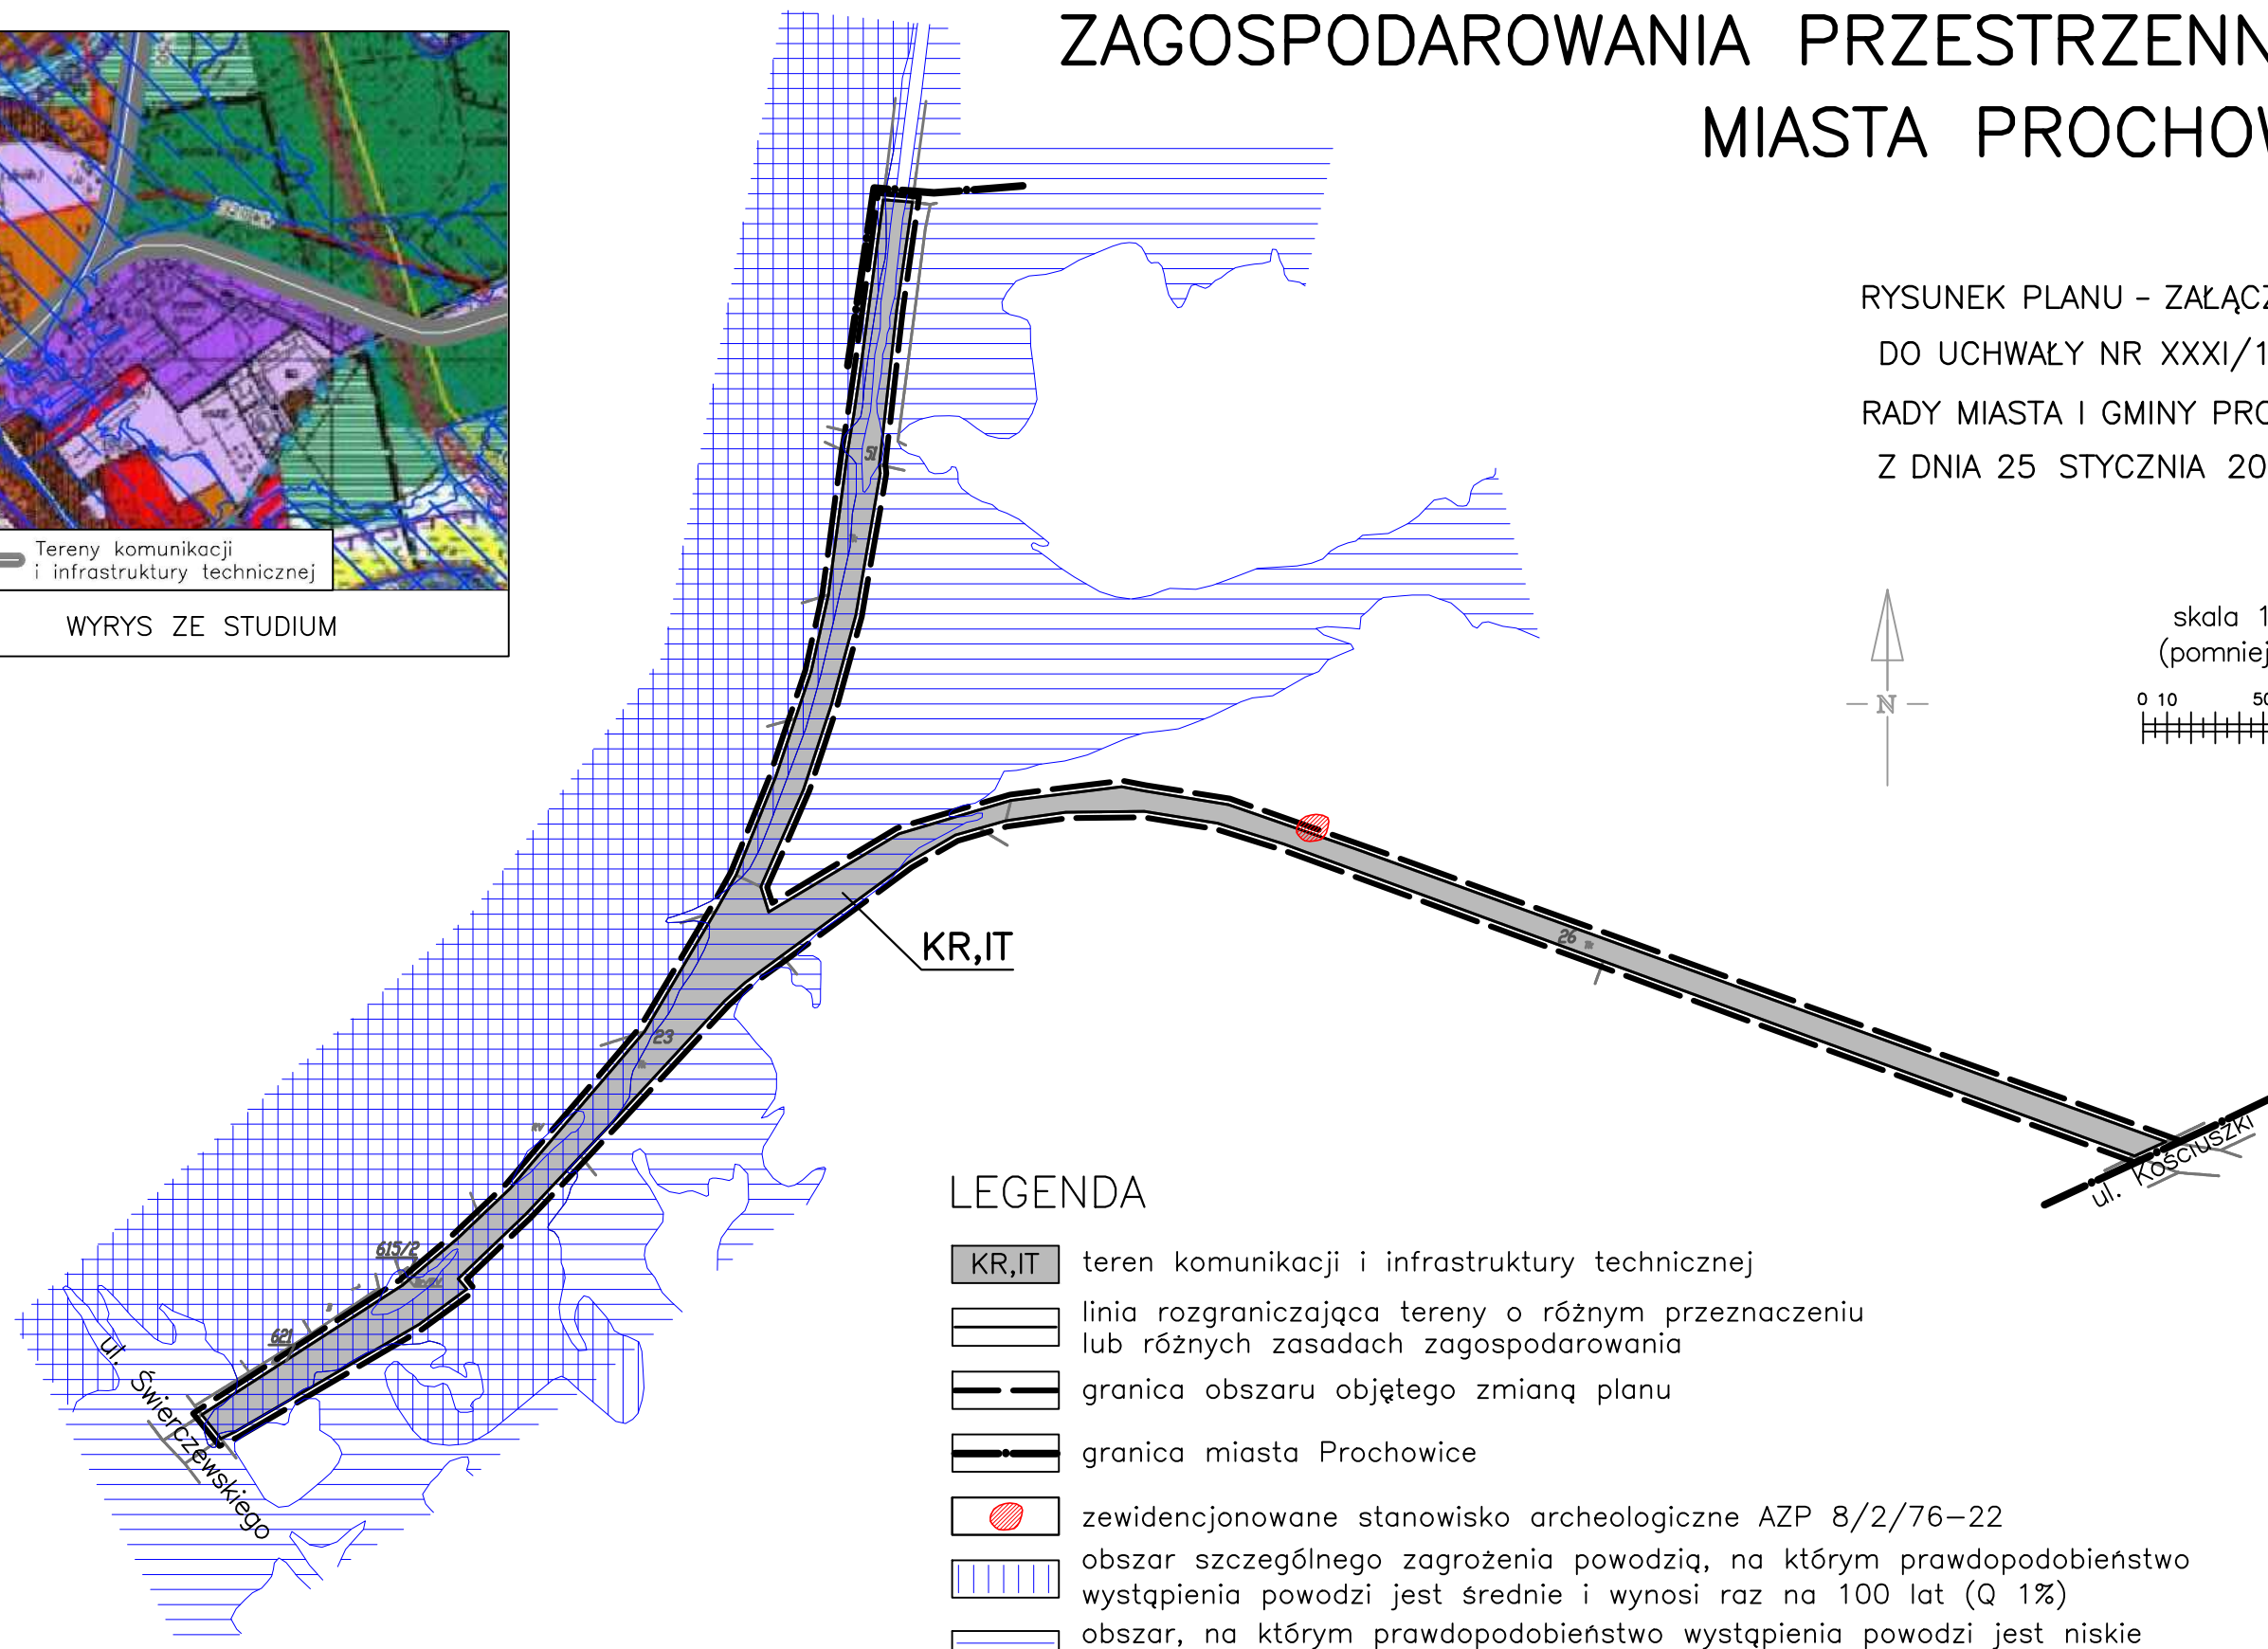 ZAGOSPODAROWANIA PRZESTRZENN
MIASTA PROCHOW
RYSUNEK PLANU - ZAŁĄCZ
DO UCHWAŁY NR XXXI/1
RADY MIASTA I GMINY PRO
Z DNIA 25 STYCZNIA 20
Tereny komunikacji
i infrastruktury technicznej
WYRYS ZE STUDIUM
N
skala 1
(pomniej
0 10 50
51
KR,IT
26
23
615/2
621
ul. Świerczewskiego
ul. Kościuszki
LEGENDA
KR,IT teren komunikacji i infrastruktury technicznej
linia rozgraniczająca tereny o różnym przeznaczeniu
lub różnych zasadach zagospodarowania
granica obszaru objętego zmianą planu
granica miasta Prochowice
zewidencjonowane stanowisko archeologiczne AZP 8/2/76-22
obszar szczególnego zagrożenia powodzią, na którym prawdopodobieństwo
wystąpienia powodzi jest średnie i wynosi raz na 100 lat (Q 1%)
obszar, na którym prawdopodobieństwo wystąpienia powodzi jest niskie